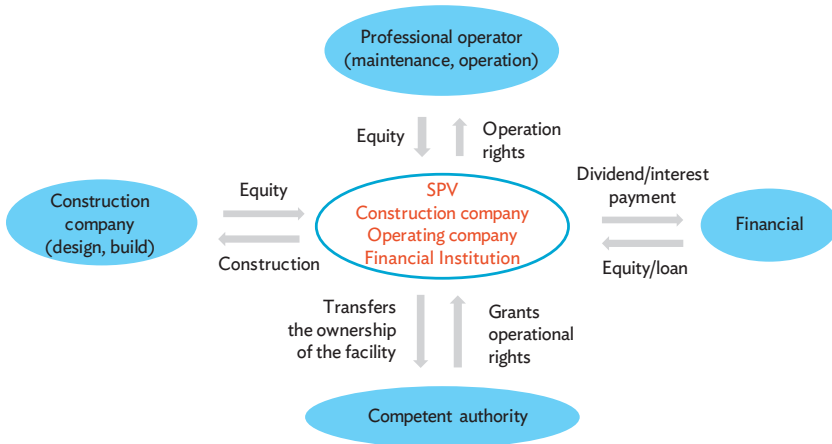 Professional operator
(maintenance, operation)
Equity
Operation
rights
Construction
company
(design, build)
Equity
Construction
SPV
Construction company
Operating company
Financial Institution
Dividend/interest
payment
Equity/loan
Financial
Transfers
the ownership
of the facility
Grants
operational
rights
Competent authority